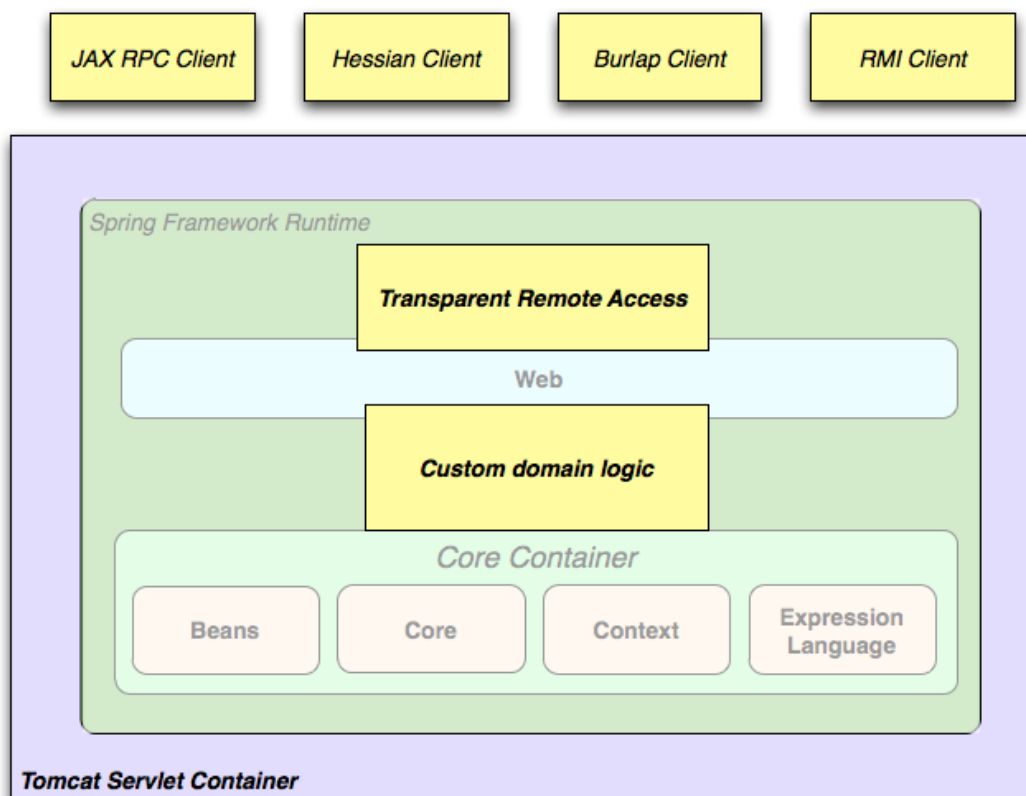 JAX RPC Client
Hessian Client
Burlap Client
RMI Client
Spring Framework Runtime
Transparent Remote Access
Web
Custom domain logic
Core Container
Beans
Core
Context
Expression
Language
Tomcat Servlet Container